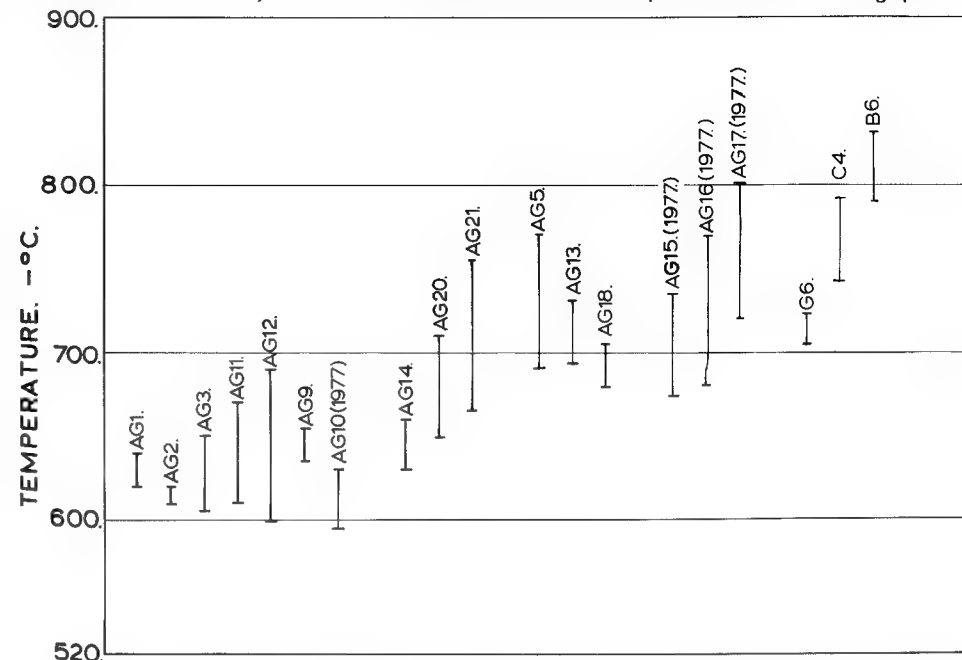 900.
800.
700.
600.
520.
TEMPERATURE. -°C.
AG1.
AG2.
AG3.
AG11.
AG12.
AG9.
AG10(1977)
AG14.
AG20.
AG21.
AG5.
AG13.
AG18.
AG15.(1977)
AG16(1977.)
AG17.(1977.)
G6.
C4.
B6.